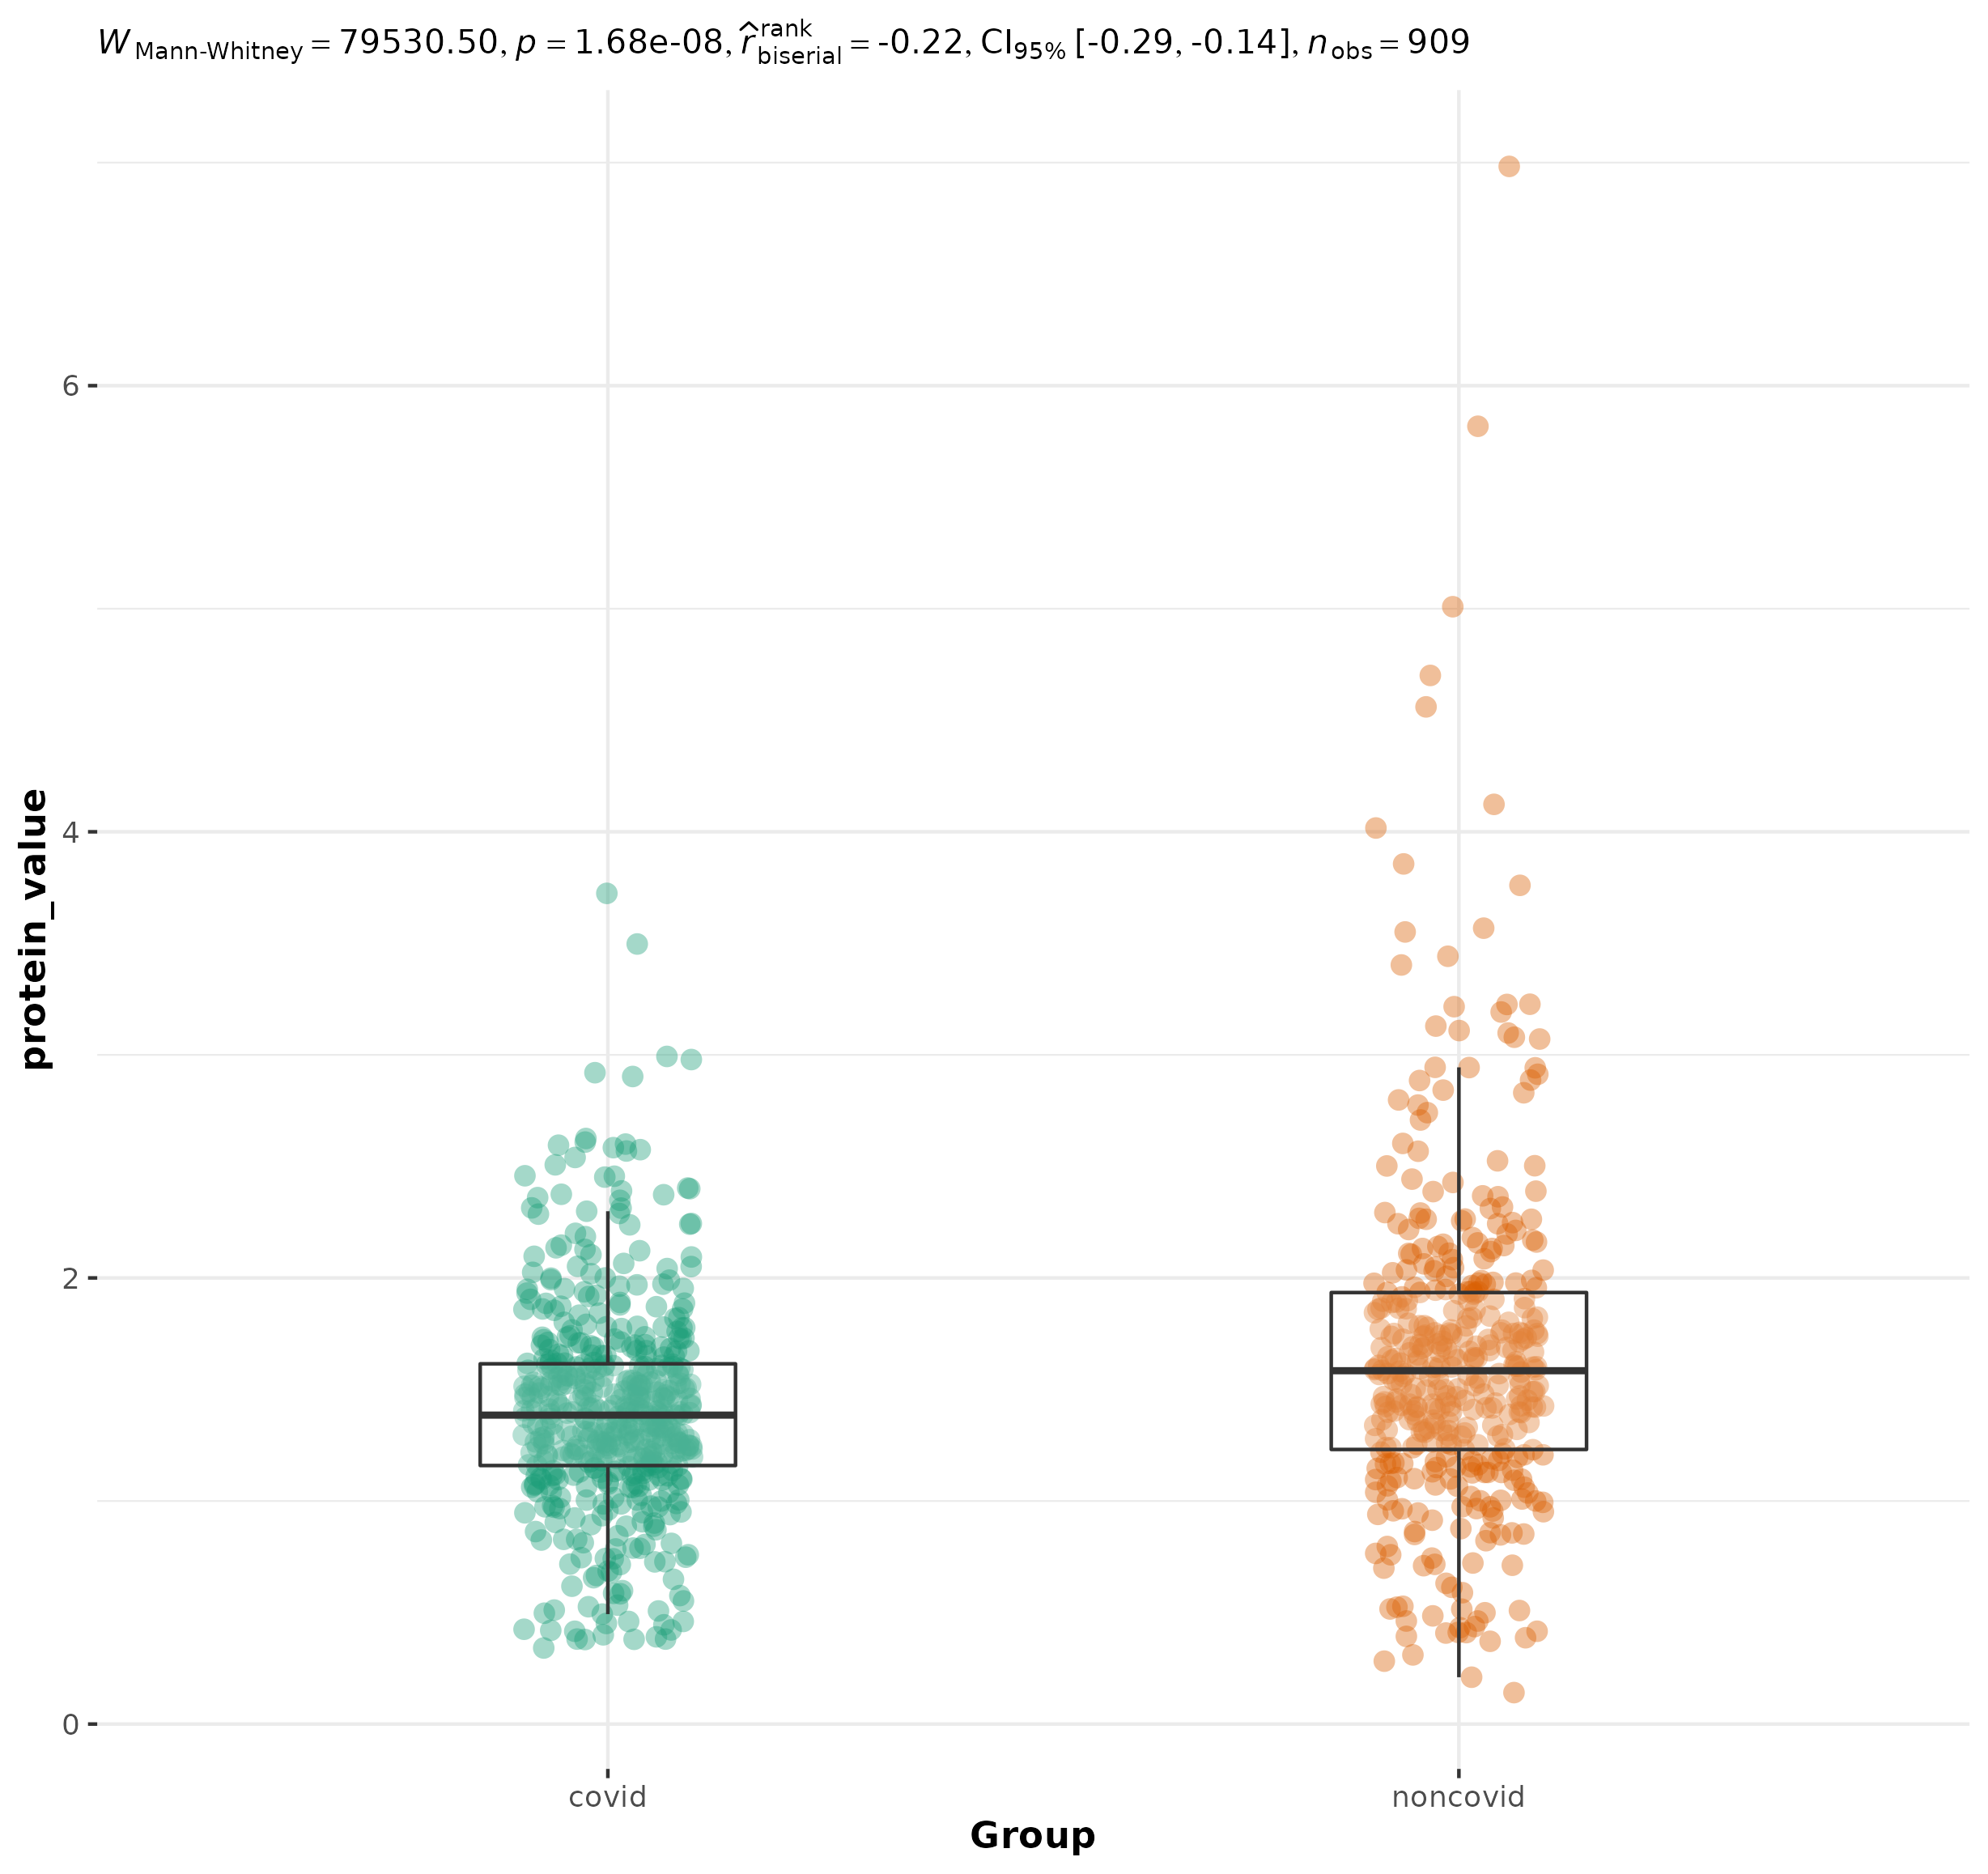 W Mann-Whitney = 79530.50, p = 1.68e-08, r̂ rank biserial = -0.22, CI95% [-0.29, -0.14], nobs = 909
protein_value
6
4
2
0
covid noncovid
Group